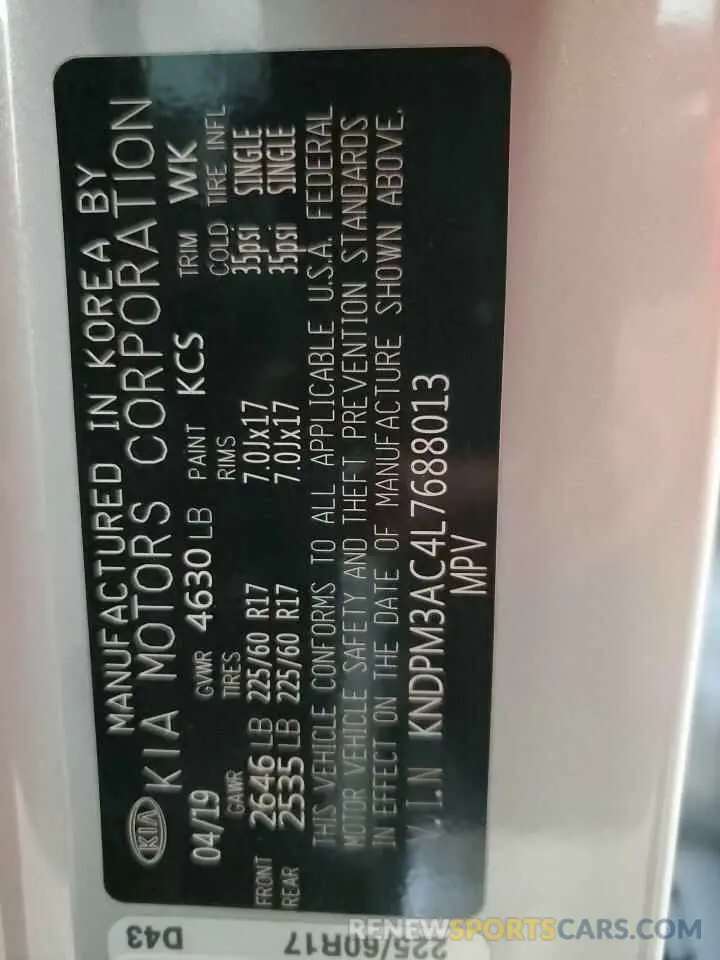 MANUFACTURED IN KOREA BY
KIA KIA MOTORS CORPORATION
04/19 GVWR 4630 LB PAINT KCS TRIM WK
GAWR TIRES RIMS COLD TIRE INFL
FRONT 2646 LB 225/60 R17 7.0Jx17 35psi SINGLE
REAR 2535 LB 225/60 R17 7.0Jx17 35psi SINGLE
THIS VEHICLE CONFORMS TO ALL APPLICABLE U.S.A. FEDERAL
MOTOR VEHICLE SAFETY AND THEFT PREVENTION STANDARDS
IN EFFECT ON THE DATE OF MANUFACTURE SHOWN ABOVE.
V.I.N KNDPM3AC4L7688013
MPV
D43
225/60R17
RENEWSPORTSCARS.COM